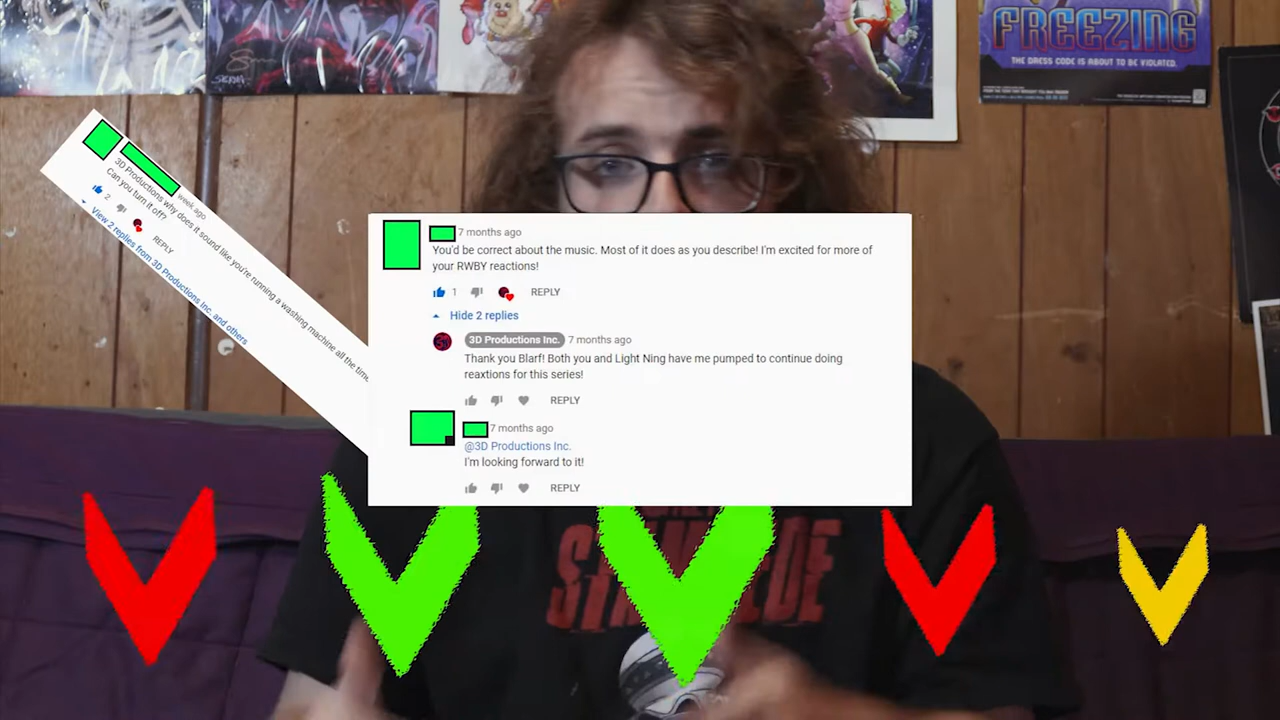 FREEZING
THE DRESS CODE IS ABOUT TO BE VIOLATED.
week ago
3D Productions why does it sound like you're running a washing machine all the time
Can you turn it off?
2
REPLY
View 2 replies from 3D Productions Inc. and others
7 months ago
You'd be correct about the music. Most of it does as you describe! I'm excited for more of
your RWBY reactions!
1 REPLY
Hide 2 replies
3D Productions Inc. 7 months ago
Thank you Blarf! Both you and Light Ning have me pumped to continue doing
reaxtions for this series!
REPLY
7 months ago
@3D Productions Inc.
I'm looking forward to it!
REPLY